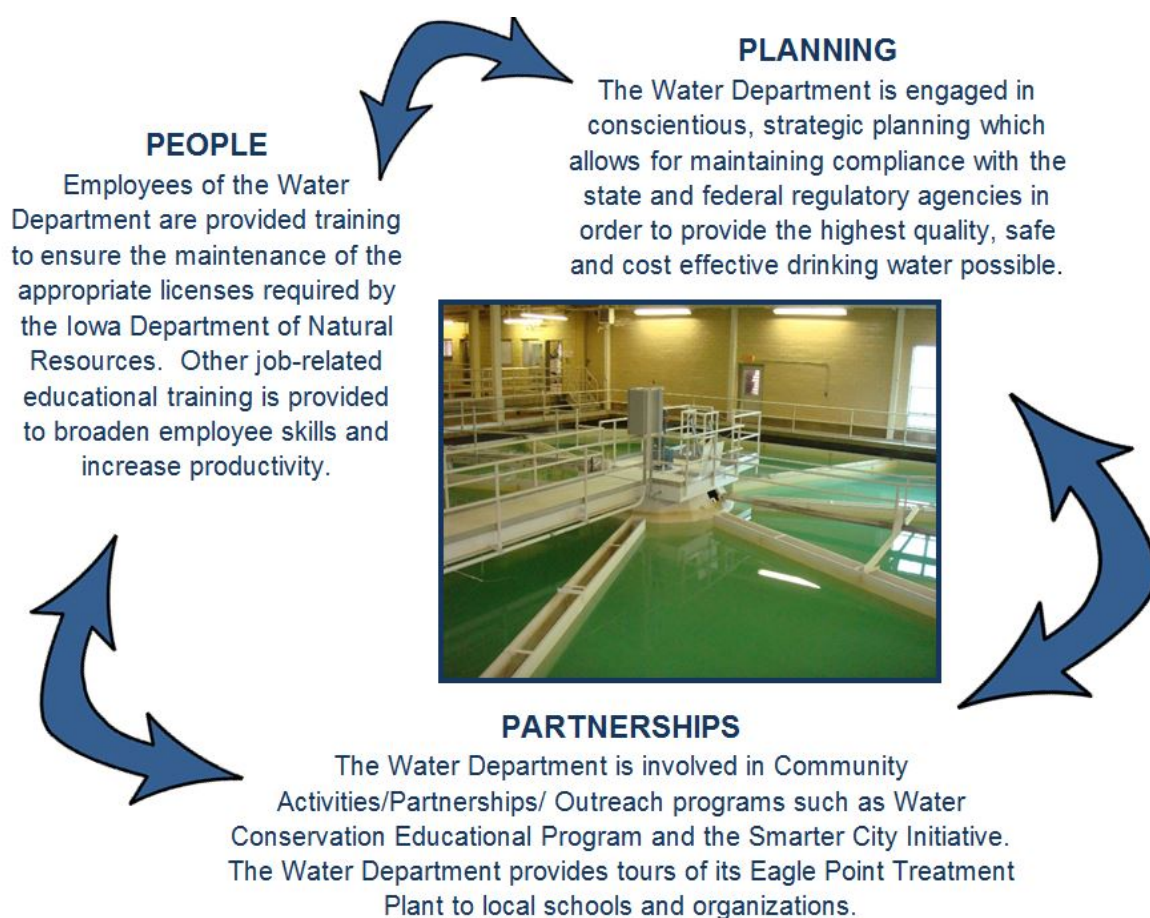 PEOPLE
Employees of the Water
Department are provided training
to ensure the maintenance of the
appropriate licenses required by
the Iowa Department of Natural
Resources.  Other job-related
educational training is provided
to broaden employee skills and
increase productivity.
PLANNING
The Water Department is engaged in
conscientious, strategic planning which
allows for maintaining compliance with the
state and federal regulatory agencies in
order to provide the highest quality, safe
and cost effective drinking water possible.
PARTNERSHIPS
The Water Department is involved in Community
Activities/Partnerships/ Outreach programs such as Water
Conservation Educational Program and the Smarter City Initiative.
The Water Department provides tours of its Eagle Point Treatment
Plant to local schools and organizations.